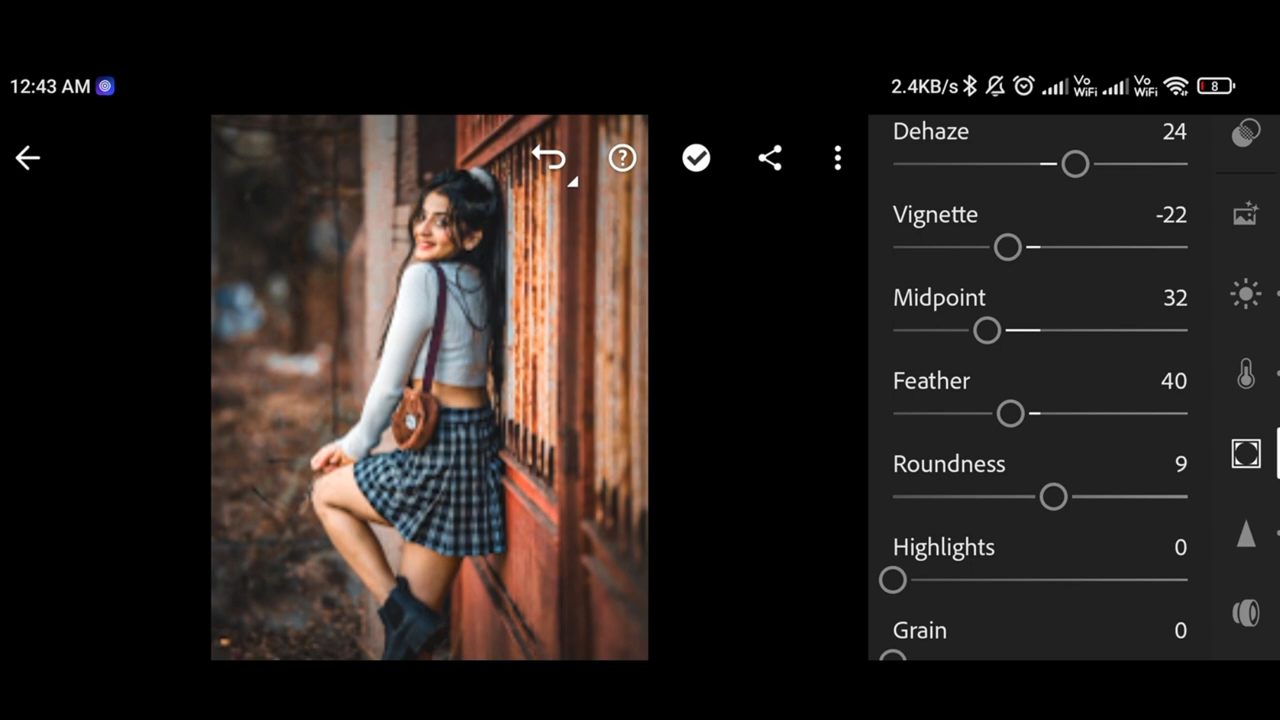 12:43 AM
2.4KB/s Vo WiFi Vo WiFi 8
Dehaze 24
Vignette -22
Midpoint 32
Feather 40
Roundness 9
Highlights 0
Grain 0